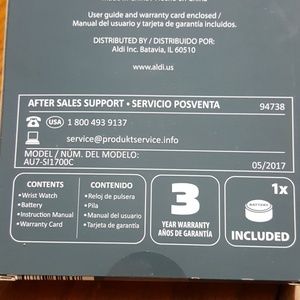 User guide and warranty card enclosed /
Manual del usuario y tarjeta de garantía incluidos.
DISTRIBUTED BY / DISTRIBUIDO POR:
Aldi Inc. Batavia, IL 60510
www.aldi.us
AFTER SALES SUPPORT • SERVICIO POSVENTA
94738
USA 1 800 493 9137
service@produktservice.info
MODEL / NÚM. DEL MODELO:
AU7-SI1700C
05/2017
CONTENTS
• Wrist Watch
• Battery
• Instruction Manual
• Warranty Card
CONTENIDO
• Reloj de pulsera
• Pila
• Manual del usuario
• Tarjeta de garantía
3
YEAR WARRANTY
AÑOS DE GARANTÍA
1x
BATTERY
INCLUDED